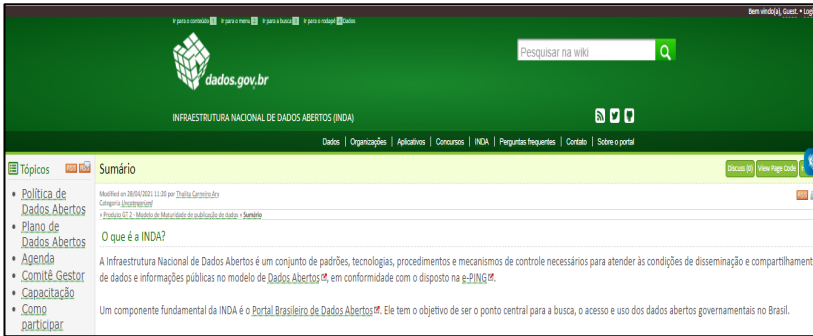 Bem vindo(a), Guest. •
Ir para o conteúdo 1 Ir para o menu 2 Ir para a busca 3 Ir para o rodapé 4 Dados
Pesquisar na wiki
dados.gov.br
INFRAESTRUTURA NACIONAL DE DADOS ABERTOS (INDA)
Dados | Organizações | Aplicativos | Concursos | INDA | Perguntas frequentes | Contato | Sobre o portal
Tópicos RSS
Sumário
Discuss (0) View Page Code
Modified on 28/04/2021 11:20 por Thalita Carneiro Ary
Categoria Uncategorized
RSS
» Produto GT 2 - Modelo de Maturidade de publicação de dados » Sumário
• Política de
Dados Abertos
• Plano de
Dados Abertos
• Agenda
• Comitê Gestor
• Capacitação
• Como
participar
O que é a INDA?
A Infraestrutura Nacional de Dados Abertos é um conjunto de padrões, tecnologias, procedimentos e mecanismos de controle necessários para atender às condições de disseminação e compartilhament
de dados e informações públicas no modelo de Dados Abertos, em conformidade com o disposto na e-PING.
Um componente fundamental da INDA é o Portal Brasileiro de Dados Abertos. Ele tem o objetivo de ser o ponto central para a busca, o acesso e uso dos dados abertos governamentais no Brasil.